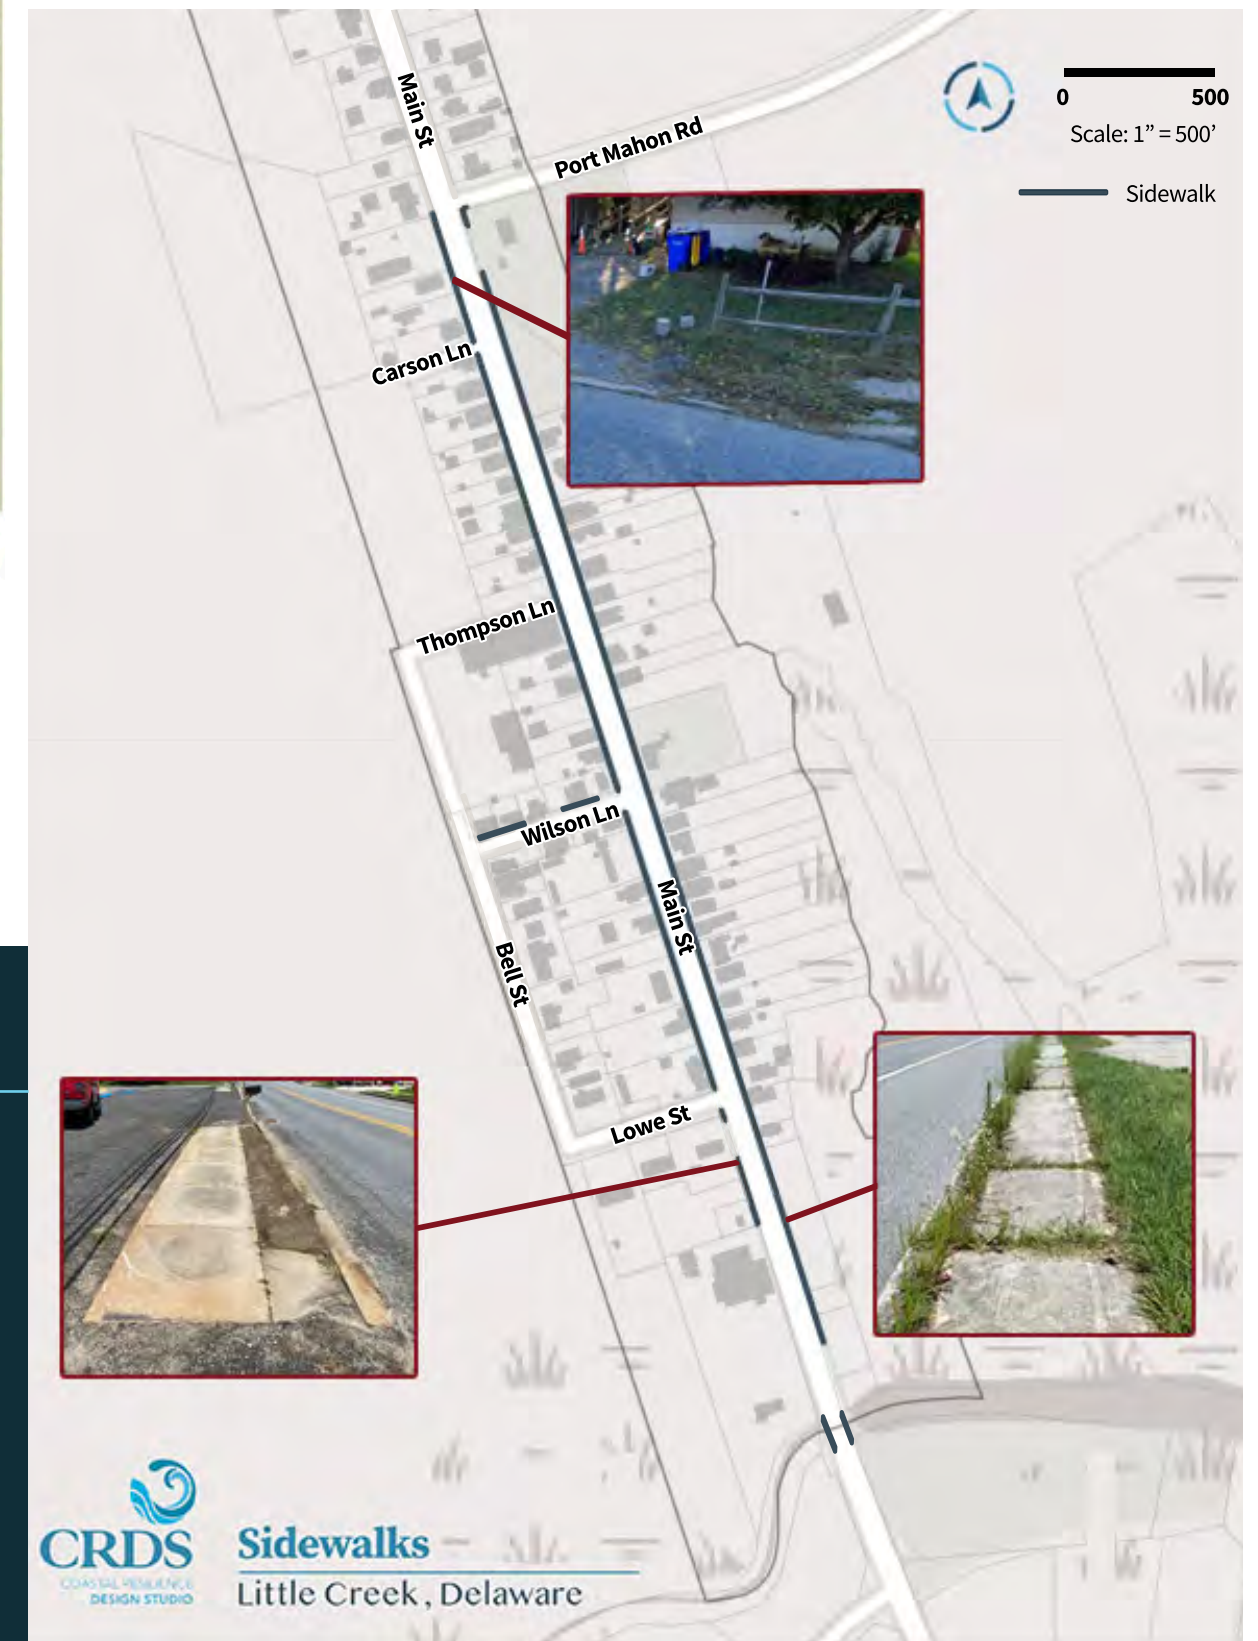 Main St
Port Mahon Rd
0 500
Scale: 1” = 500’
Sidewalk
Carson Ln
Thompson Ln
Wilson Ln
Main St
Bell St
Lowe St
CRDS
COASTAL RESILIENCE
DESIGN STUDIO
Sidewalks
Little Creek, Delaware